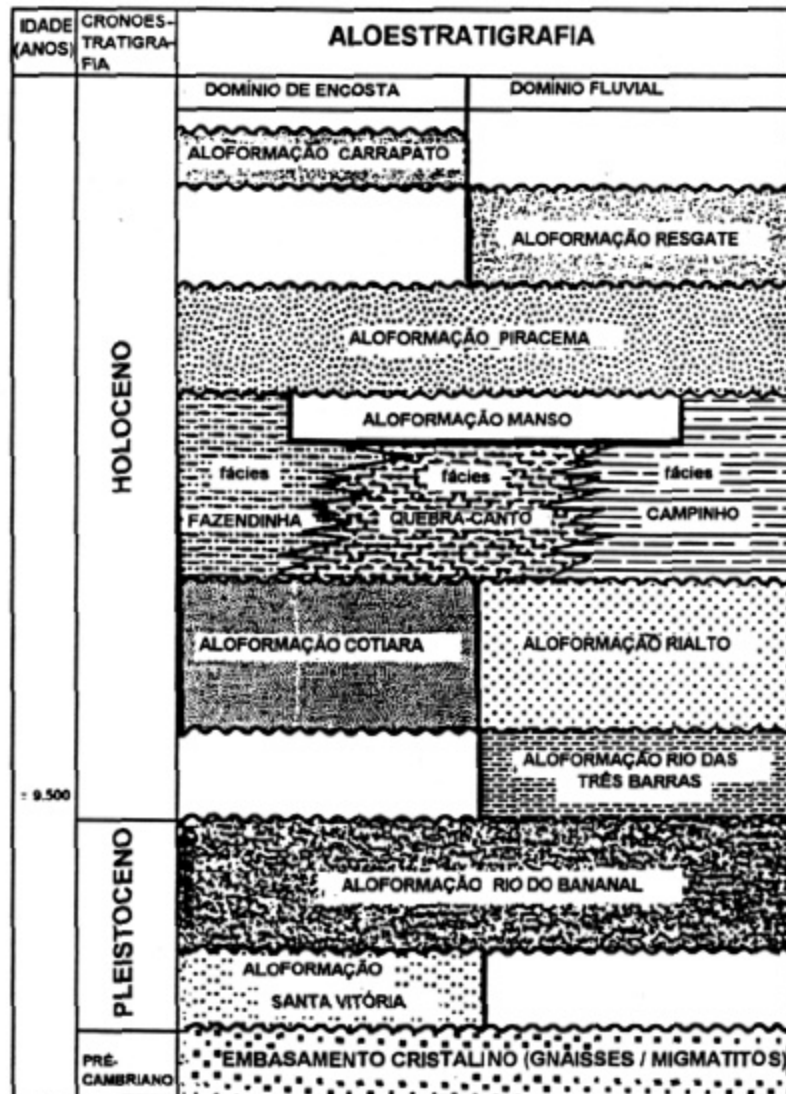 IDADE
(ANOS)
CRONOES-
TRATIGRA-
FIA
ALOESTRATIGRAFIA
DOMÍNIO DE ENCOSTA
DOMÍNIO FLUVIAL
ALOFORMAÇÃO CARRAPATO
ALOFORMAÇÃO RESGATE
ALOFORMAÇÃO PIRACEMA
HOLOCENO
ALOFORMAÇÃO MANSO
fácies
FAZENDINHA
fácies
QUEBRA-CANTO
fácies
CAMPINHO
ALOFORMAÇÃO COTIARA
ALOFORMAÇÃO RIALTO
ALOFORMAÇÃO RIO DAS
TRÊS BARRAS
± 9.500
PLEISTOCENO
ALOFORMAÇÃO RIO DO BANANAL
ALOFORMAÇÃO
SANTA VITÓRIA
PRÉ-
CAMBRIANO
EMBASAMENTO CRISTALINO (GNAISSES / MIGMATITOS)